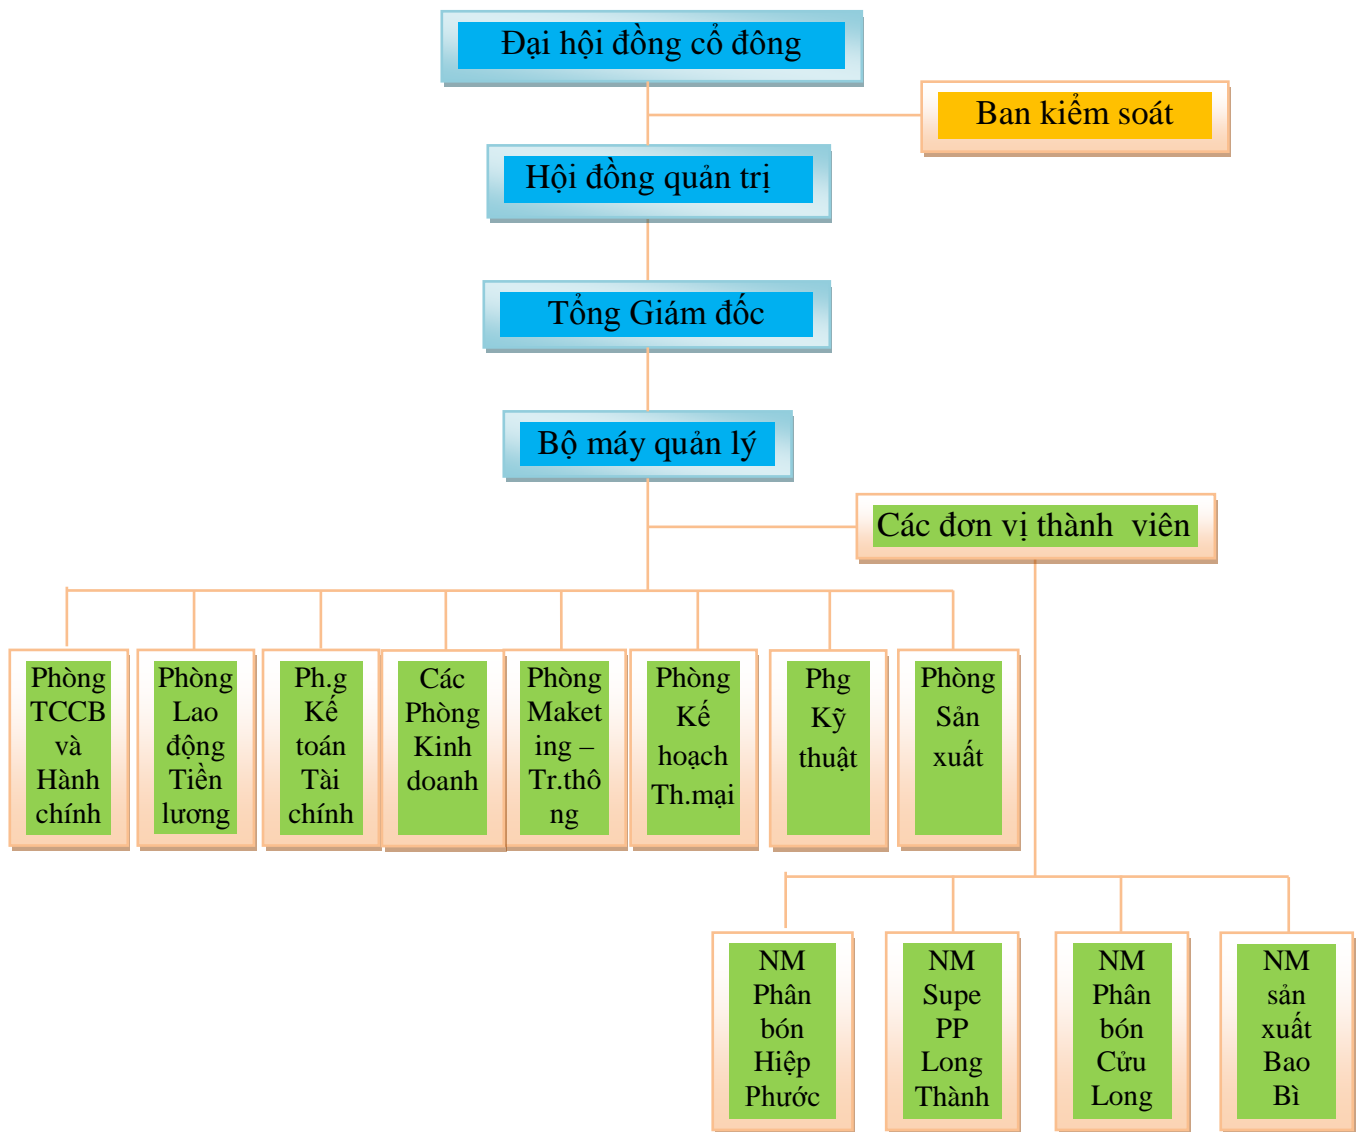 Đại hội đồng cổ đông
Ban kiểm soát
Hội đồng quản trị
Tổng Giám đốc
Bộ máy quản lý
Các đơn vị thành viên
Phòng
TCCB
và
Hành
chính
Phòng
Lao
động
Tiền
lương
Ph.g
Kế
toán
Tài
chính
Các
Phòng
Kinh
doanh
Phòng
Maket
ing –
Tr.thô
ng
Phòng
Kế
hoạch
Th.mại
Phg
Kỹ
thuật
Phòng
Sản
xuất
NM
Phân
bón
Hiệp
Phước
NM
Supe
PP
Long
Thành
NM
Phân
bón
Cửu
Long
NM
sản
xuất
Bao
Bì